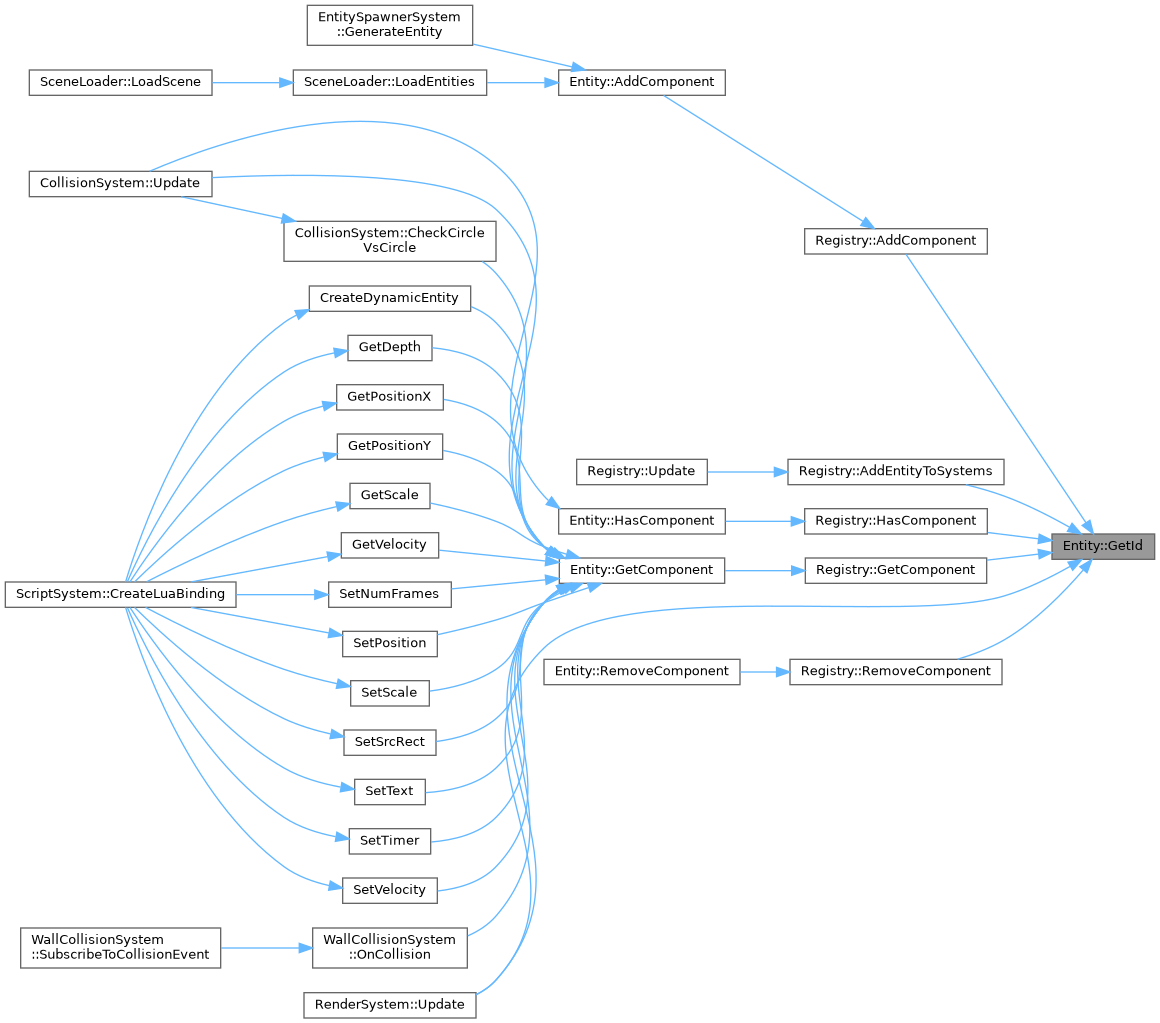 EntitySpawnerSystem
::GenerateEntity
SceneLoader::LoadScene
SceneLoader::LoadEntities
Entity::AddComponent
CollisionSystem::Update
CollisionSystem::CheckCircle
VsCircle
Registry::AddComponent
CreateDynamicEntity
GetDepth
GetPositionX
GetPositionY
Registry::Update
Registry::AddEntityToSystems
GetScale
Entity::HasComponent
Registry::HasComponent
GetVelocity
Entity::GetId
Entity::GetComponent
Registry::GetComponent
ScriptSystem::CreateLuaBinding
SetNumFrames
SetPosition
Entity::RemoveComponent
Registry::RemoveComponent
SetScale
SetSrcRect
SetText
SetTimer
SetVelocity
WallCollisionSystem
::SubscribeToCollisionEvent
WallCollisionSystem
::OnCollision
RenderSystem::Update